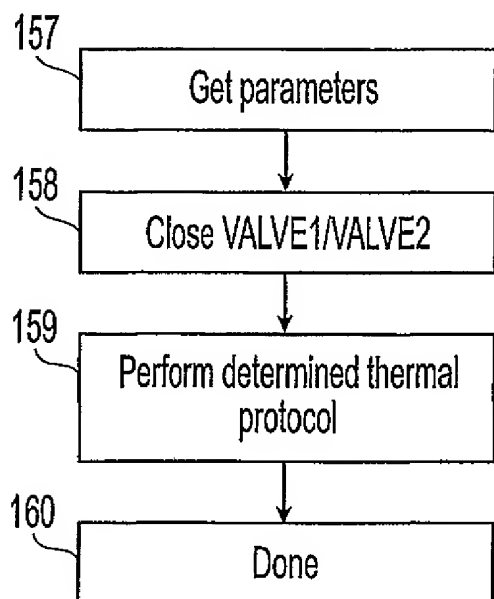 157
Get parameters
158
Close VALVE1/VALVE2
159
Perform determined thermal
protocol
160
Done